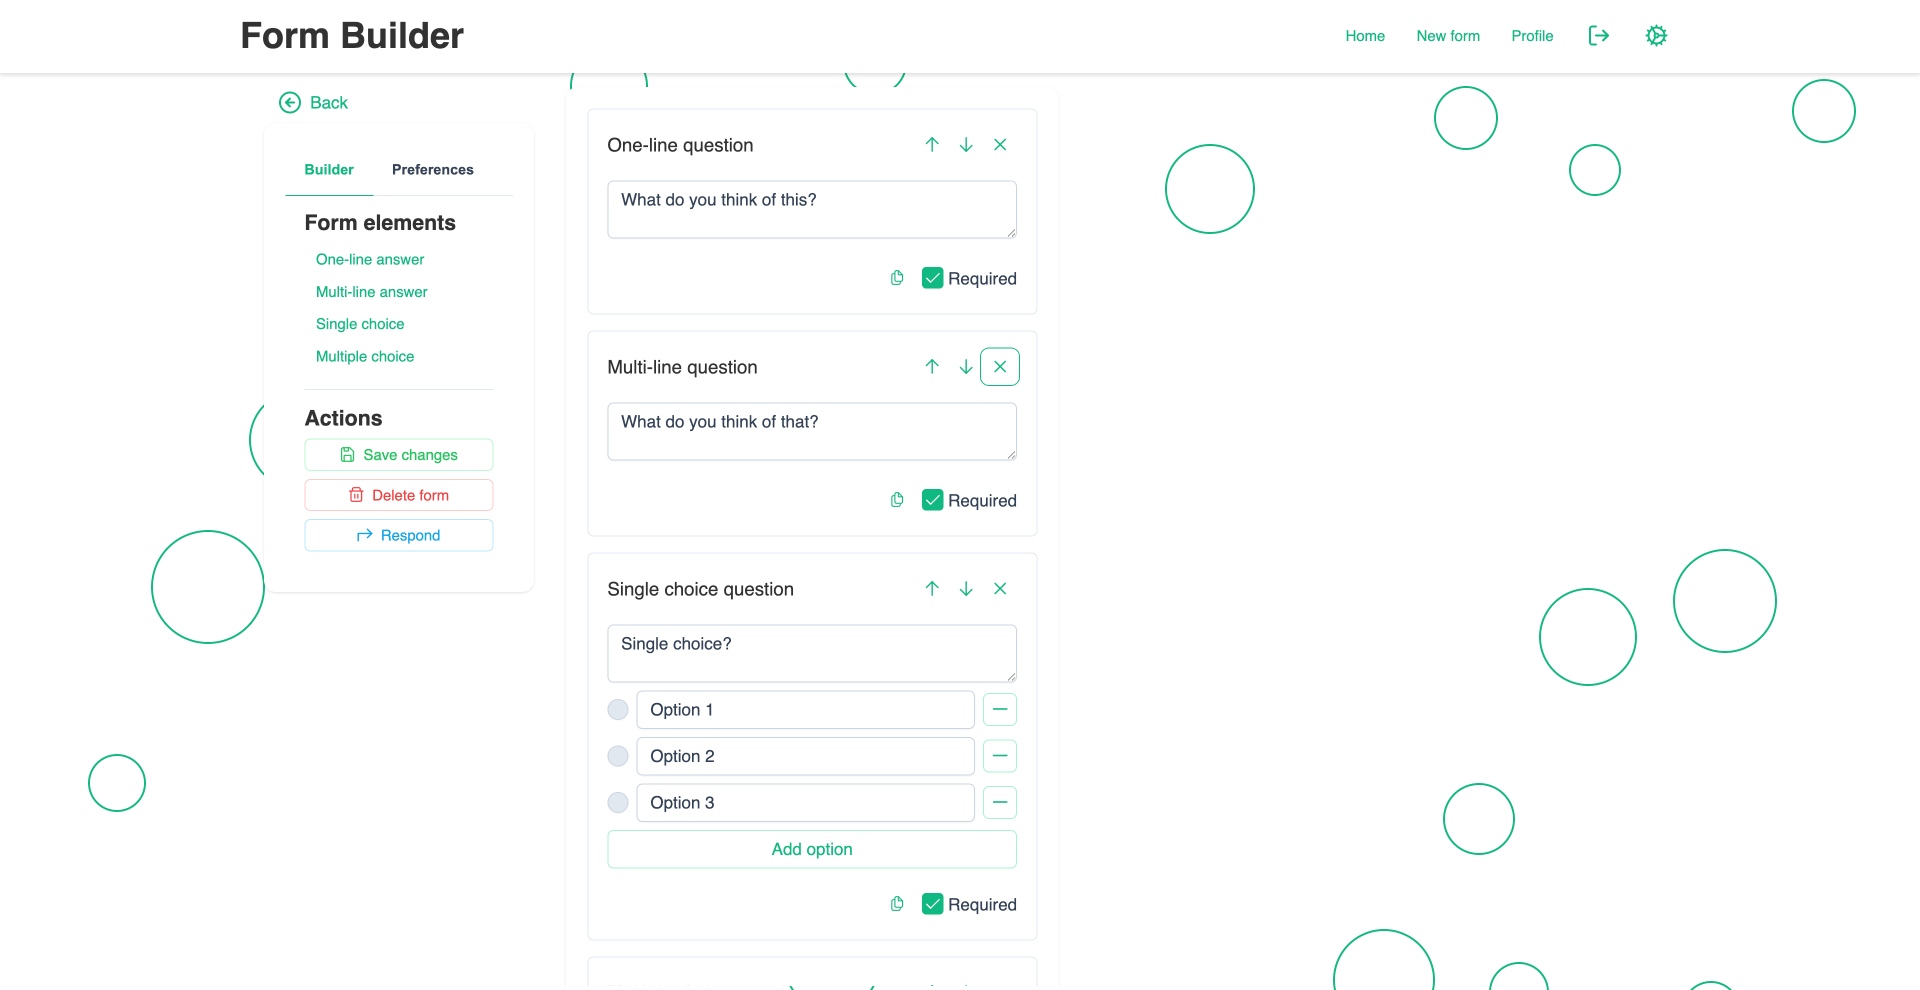 Form Builder
Home New form Profile
Back
Builder Preferences
Form elements
One-line answer
Multi-line answer
Single choice
Multiple choice
Actions
Save changes
Delete form
Respond
One-line question
What do you think of this?
Required
Multi-line question
What do you think of that?
Required
Single choice question
Single choice?
Option 1
Option 2
Option 3
Add option
Required